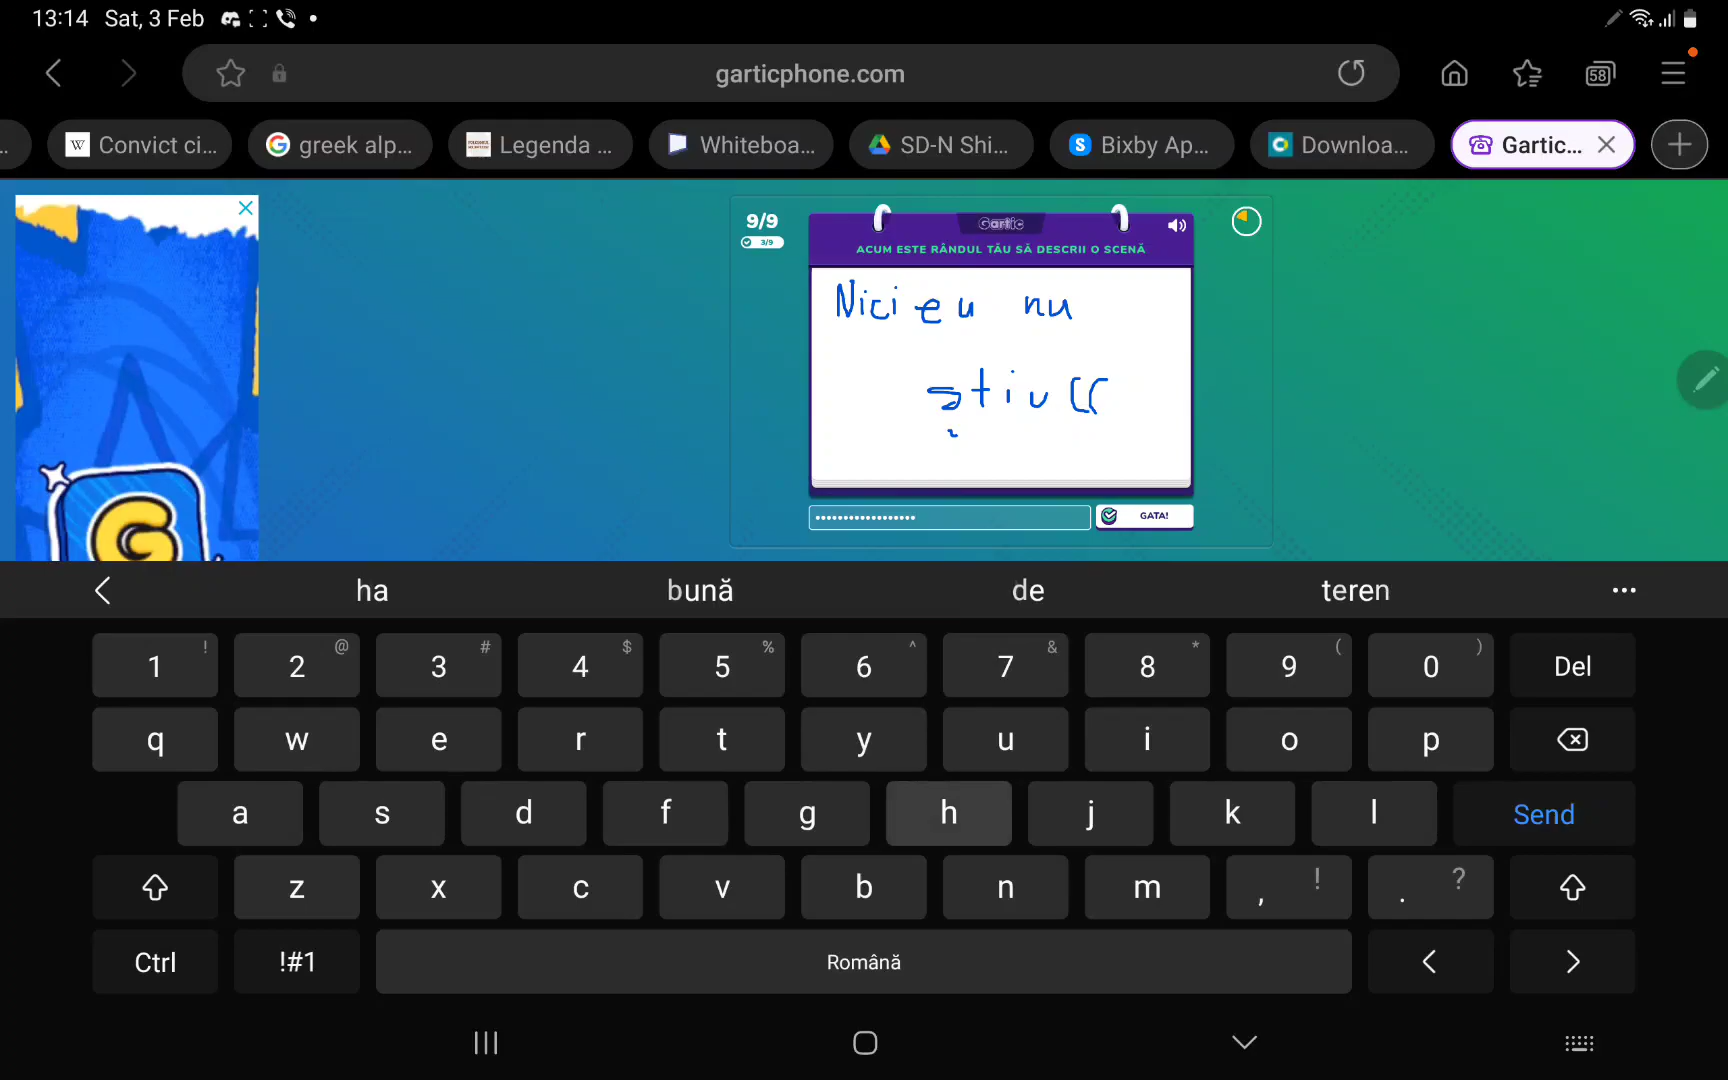 13:14 Sat, 3 Feb
garticphone.com
58
..
W Convict ci...
greek alp...
Legenda ...
Whiteboa...
SD-N Shi...
S Bixby Ap...
Downloa...
Gartic...
9/9
3/9
Gartic
ACUM ESTE RÂNDUL TĂU SĂ DESCRII O SCENĂ
Nici eu nu
știu ((
•••••••••••••••••• GATA!
G
ha bună de teren ...
1 ! 2 @ 3 # 4 $ 5 % 6 ^ 7 & 8 * 9 ( 0 ) Del
q w e r t y u i o p
a s d f g h j k l Send
z x c v b n m , ! . ?
Ctrl !#1 Română < >